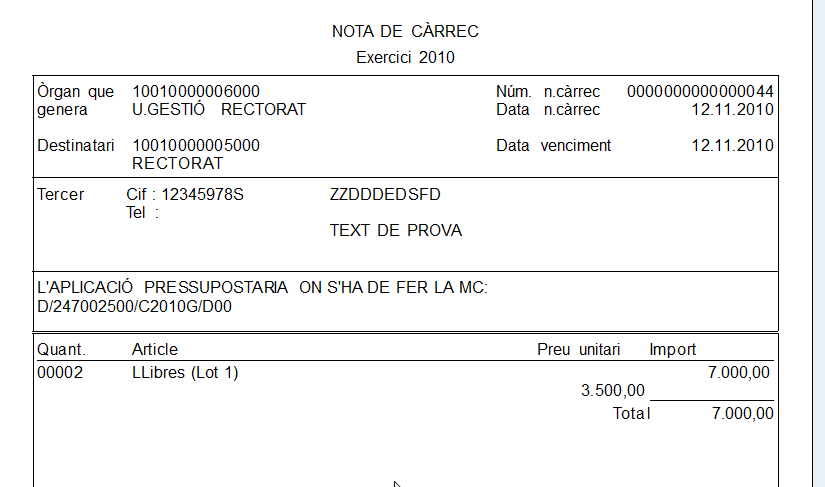 NOTA DE CÀRREC
Exercici 2010
Òrgan que 10010000006000 Núm. n.càrrec 0000000000000044
genera U.GESTIÓ RECTORAT Data n.càrrec 12.11.2010
Destinatari 10010000005000 Data venciment 12.11.2010
RECTORAT
Tercer Cif : 12345978S ZZDDDEDSFD
Tel :
TEXT DE PROVA
L'APLICACIÓ PRESSUPOSTARIA ON S'HA DE FER LA MC:
D/247002500/C2010G/D00
Quant. Article Preu unitari Import
00002 LLibres (Lot 1) 7.000,00
3.500,00
Total 7.000,00